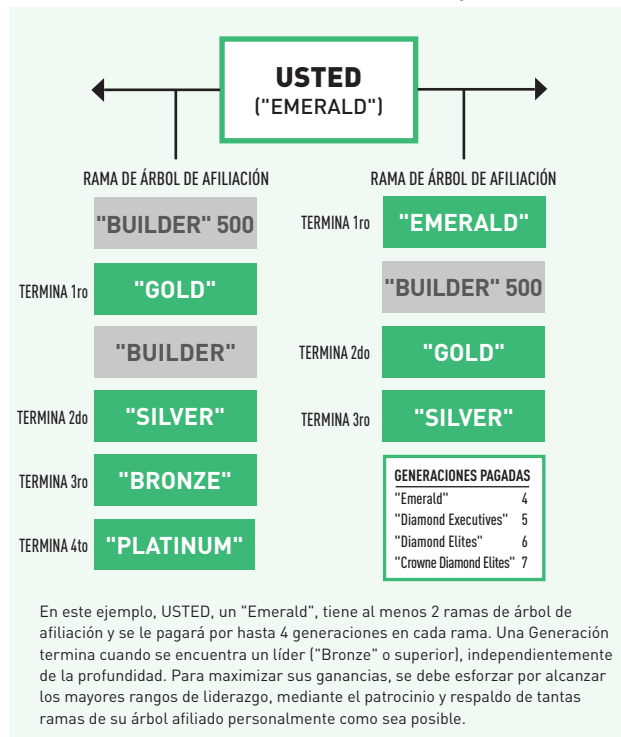 USTED
("EMERALD")
RAMA DE ÁRBOL DE AFILIACIÓN
"BUILDER" 500
TERMINA 1ro
"GOLD"
"BUILDER"
TERMINA 2do
"SILVER"
TERMINA 3ro
"BRONZE"
TERMINA 4to
"PLATINUM"
RAMA DE ÁRBOL DE AFILIACIÓN
TERMINA 1ro
"EMERALD"
"BUILDER" 500
TERMINA 2do
"GOLD"
TERMINA 3ro
"SILVER"
GENERACIONES PAGADAS
"Emerald" 4
"Diamond Executives" 5
"Diamond Elites" 6
"Crowne Diamond Elites" 7
En este ejemplo, USTED, un "Emerald", tiene al menos 2 ramas de árbol de
afiliación y se le pagará por hasta 4 generaciones en cada rama. Una Generación
termina cuando se encuentra un líder ("Bronze" o superior), independientemente
de la profundidad. Para maximizar sus ganancias, se debe esforzar por alcanzar
los mayores rangos de liderazgo, mediante el patrocinio y respaldo de tantas
ramas de su árbol afiliado personalmente como sea posible.